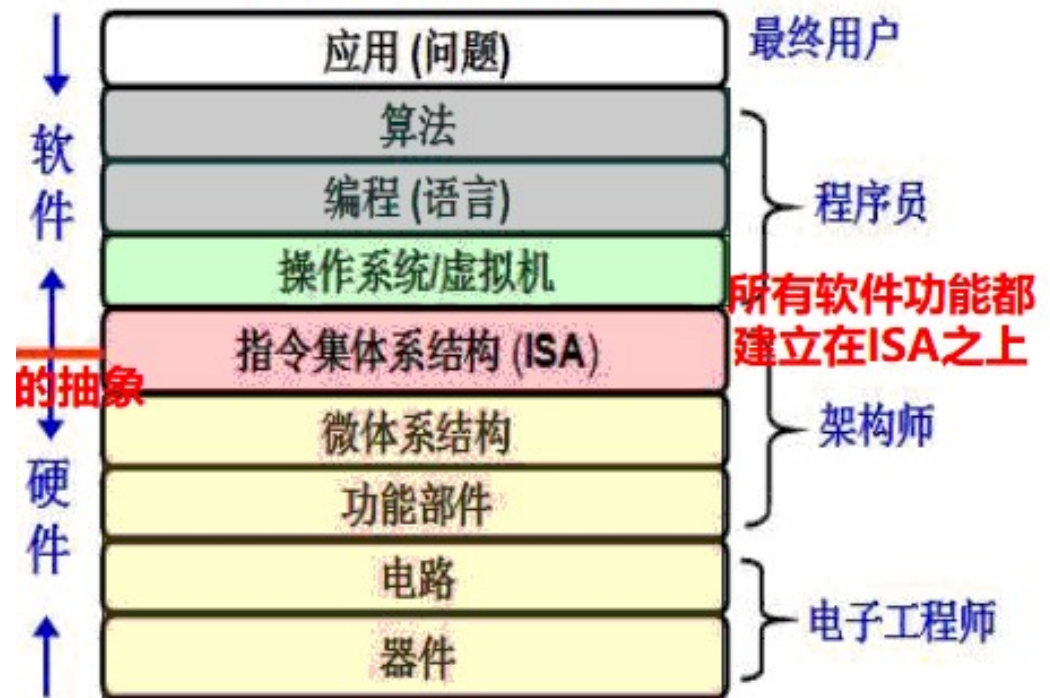 应用 (问题)
最终用户
算法
编程 (语言)
程序员
操作系统/虚拟机
所有软件功能都
建立在ISA之上
指令集体系结构 (ISA)
的抽象
微体系结构
架构师
功能部件
电路
电子工程师
器件
软件
硬件